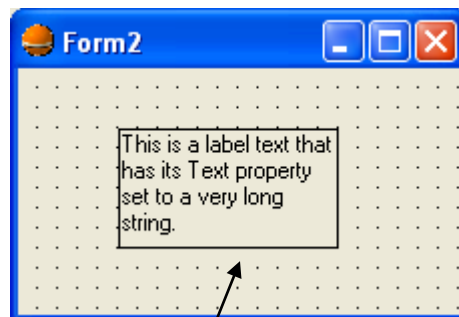 Form2
This is a label text that
has its Text property
set to a very long
string.